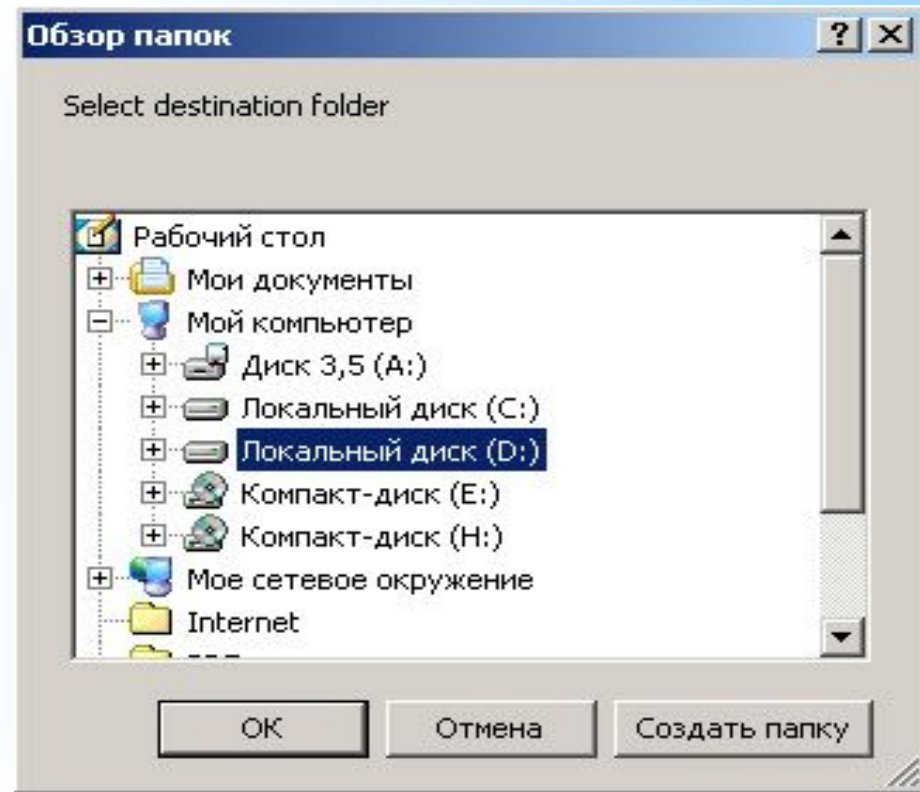 Обзор папок
Select destination folder
Рабочий стол
Мои документы
Мой компьютер
Диск 3,5 (A:)
Локальный диск (C:)
Локальный диск (D:)
Компакт-диск (E:)
Компакт-диск (H:)
Мое сетевое окружение
Internet
ОК
Отмена
Создать папку